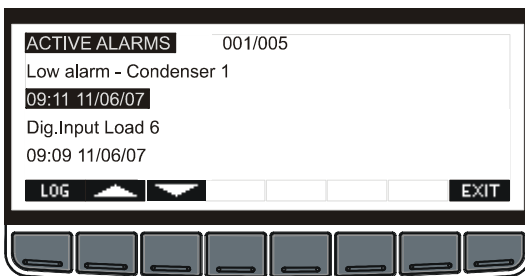 ACTIVE ALARMS 001/005
Low alarm - Condenser 1
09:11 11/06/07
Dig.Input Load 6
09:09 11/06/07
LOG EXIT